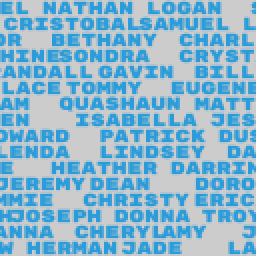 EL NATHAN LOGAN S
CRISTOBALSAMUEL L
OR BETHANY CHARL
HINESONDRA CRYST
RANDALL GAVIN BILL
LACE TOMMY EUGENE
AM QUASHAUN MATT
EN ISABELLA JES
OWARD PATRICK DUS
LENDA LINDSEY DA
E HEATHER DARRIN
JEREMY DEAN DORO
MMIE CHRISTY ERIC
HJOSEPH DONNA TROY
ANNA CHERYLAMY J
W HERMAN JADE LA